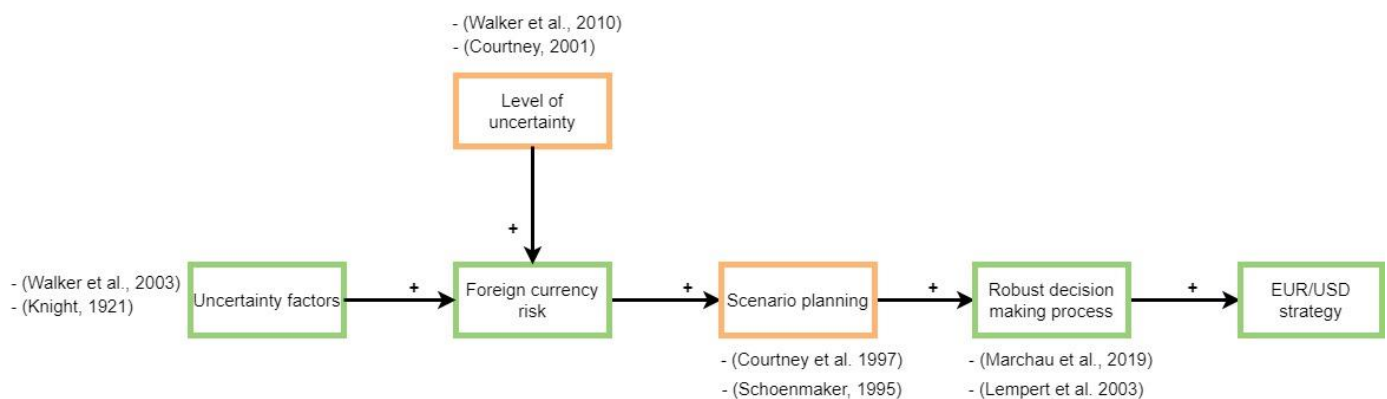 - (Walker et al., 2010)
- (Courtney, 2001)
Level of
uncertainty
+
- (Walker et al., 2003)
- (Knight, 1921)
Uncertainty factors
+
Foreign currency
risk
+
Scenario planning
+
Robust decision
making process
+
EUR/USD
strategy
- (Courtney et al. 1997)
- (Schoenmaker, 1995)
- (Marchau et al., 2019)
- (Lempert et al. 2003)